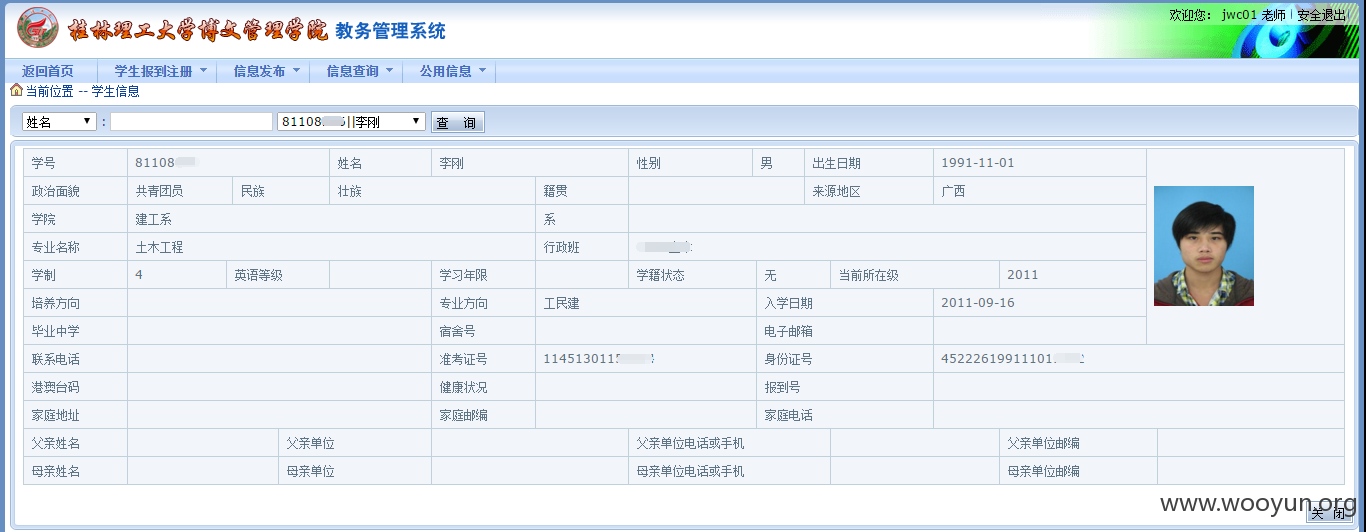 桂林理工大学博文管理学院 教务管理系统
欢迎您: jwc01 老师 | 安全退出
返回首页 学生报到注册 信息发布 信息查询 公用信息
当前位置 -- 学生信息
姓名 : 81108 ||李刚 查 询
学号 81108 姓名 李刚 性别 男 出生日期 1991-11-01
政治面貌 共青团员 民族 壮族 籍贯 来源地区 广西
学院 建工系 系
专业名称 土木工程 行政班
学制 4 英语等级 学习年限 学籍状态 无 当前所在级 2011
培养方向 专业方向 工民建 入学日期 2011-09-16
毕业中学 宿舍号 电子邮箱
联系电话 准考证号 114513011 身份证号 45222619911101
港澳台码 健康状况 报到号
家庭地址 家庭邮编 家庭电话
父亲姓名 父亲单位 父亲单位电话或手机 父亲单位邮编
母亲姓名 母亲单位 母亲单位电话或手机 母亲单位邮编
www.wooyun.org
关 闭